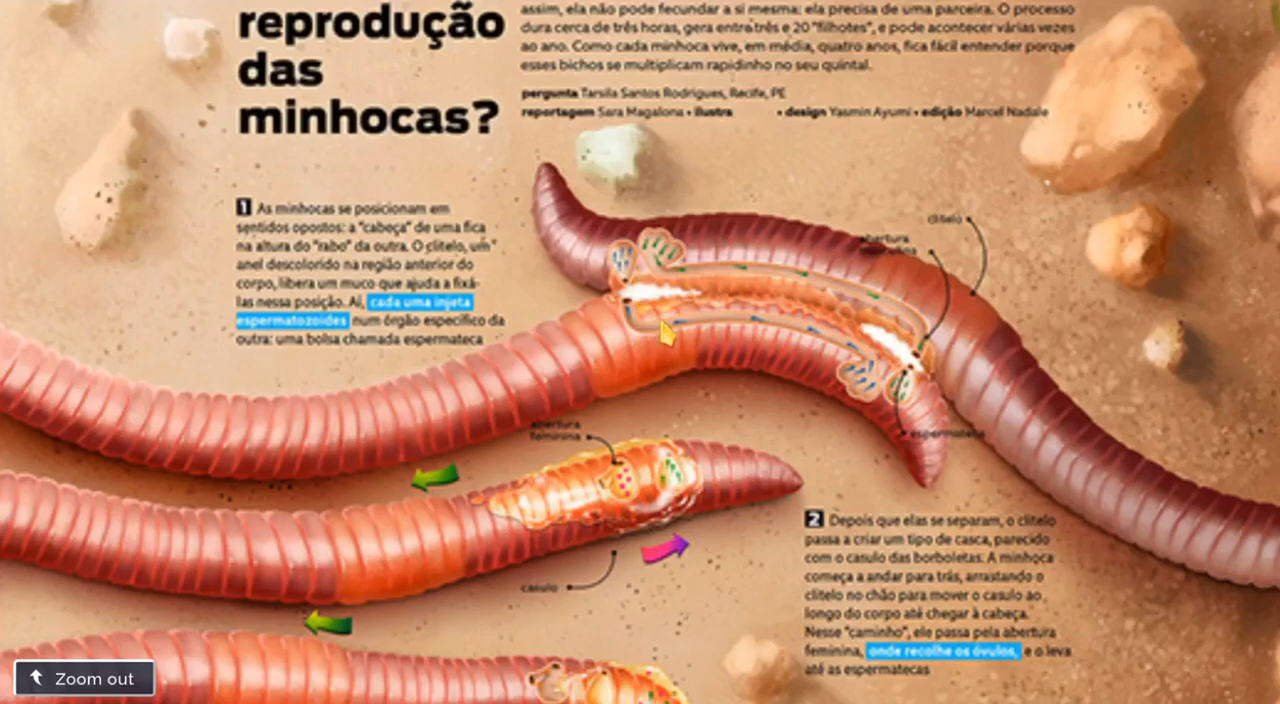 reprodução
das
minhocas?
assim, ela não pode fecundar a si mesma: ela precisa de uma parceira. O processo
dura cerca de três horas, gera entre três e 20 "filhotes", e pode acontecer várias vezes
ao ano. Como cada minhoca vive, em média, quatro anos, fica fácil entender porque
esses bichos se multiplicam rapidinho no seu quintal.
pergunta Tarsila Santos Rodrigues, Recife, PE
reportagem Sara Magalona • ilustra • design Yasmin Ayumi • edição Marcel Nadale
1 As minhocas se posicionam em
sentidos opostos: a "cabeça" de uma fica
na altura do "rabo" da outra. O clitelo, um
anel descolorido na região anterior do
corpo, libera um muco que ajuda a fixá-
las nessa posição. Aí, cada uma injeta
espermatozoides num órgão específico da
outra: uma bolsa chamada espermateca
clitelo
abertura
espermateca
abertura
feminina
casulo
2 Depois que elas se separam, o clitelo
passa a criar um tipo de casca, parecido
com o casulo das borboletas. A minhoca
começa a andar para trás, arrastando o
clitelo no chão para mover o casulo ao
longo do corpo até chegar à cabeça.
Nesse "caminho", ele passa pela abertura
feminina, onde recolhe os óvulos, e o leva
até as espermatecas
Zoom out